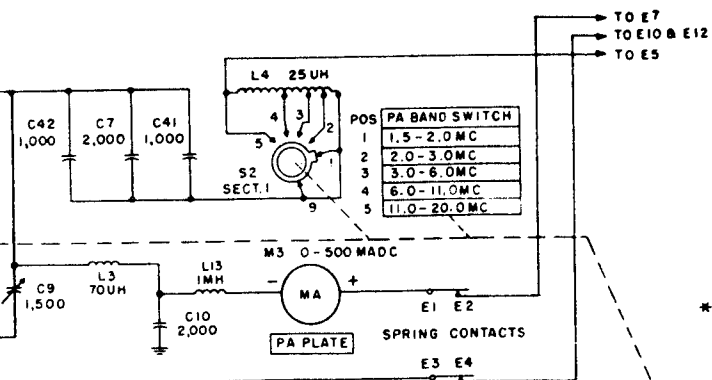 TO E7
TO E10 & E12
TO E5
L4 25UH
C42
1,000
C7
2,000
C41
1,000
4
3
2
5
1
S2
SECT. 1
9
POS PA BAND SWITCH
1 1.5-2.0MC
2 2.0-3.0MC
3 3.0-6.0MC
4 6.0-11.0MC
5 11.0-20.0MC
M3 0-500 MADC
C9
1,500
L3
70UH
L13
1MH
C10
2,000
- MA +
PA PLATE
E1 E2
SPRING CONTACTS
E3 E4
*